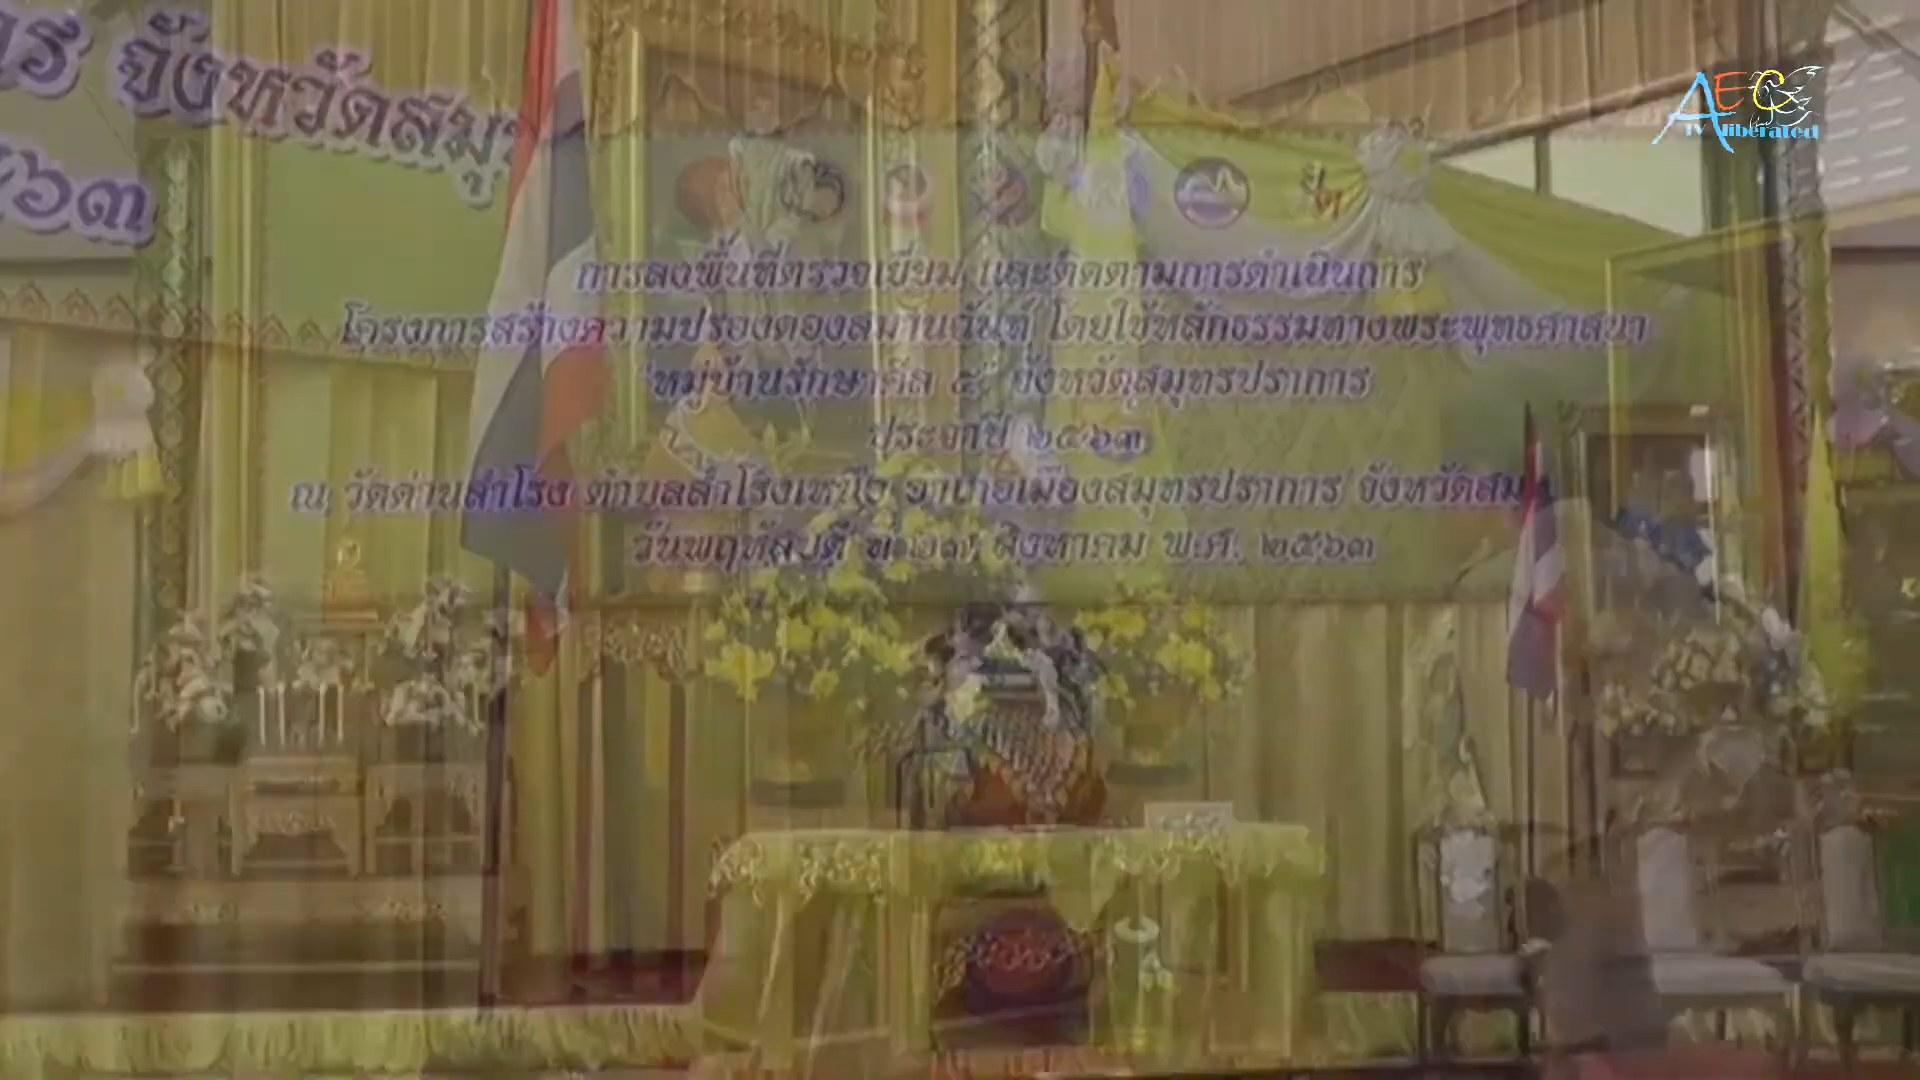 จังหวัดสมุ
๖๓
AEC
TV liberated
การลงพื้นที่ตรวจเยี่ยม และติดตามการดำเนินการ
โครงการสร้างความปรองดองสมานฉันท์ โดยใช้หลักธรรมทางพระพุทธศาสนา
"หมู่บ้านรักษาศีล ๕" จังหวัดสมุทรปราการ
ประจำปี ๒๕๖๓
ณ วัดด่านสำโรง ตำบลสำโรงเหนือ อำเภอเมืองสมุทรปราการ จังหวัดสมุ
วันพฤหัสบดี ที่ ๒๗ สิงหาคม พ.ศ. ๒๕๖๓